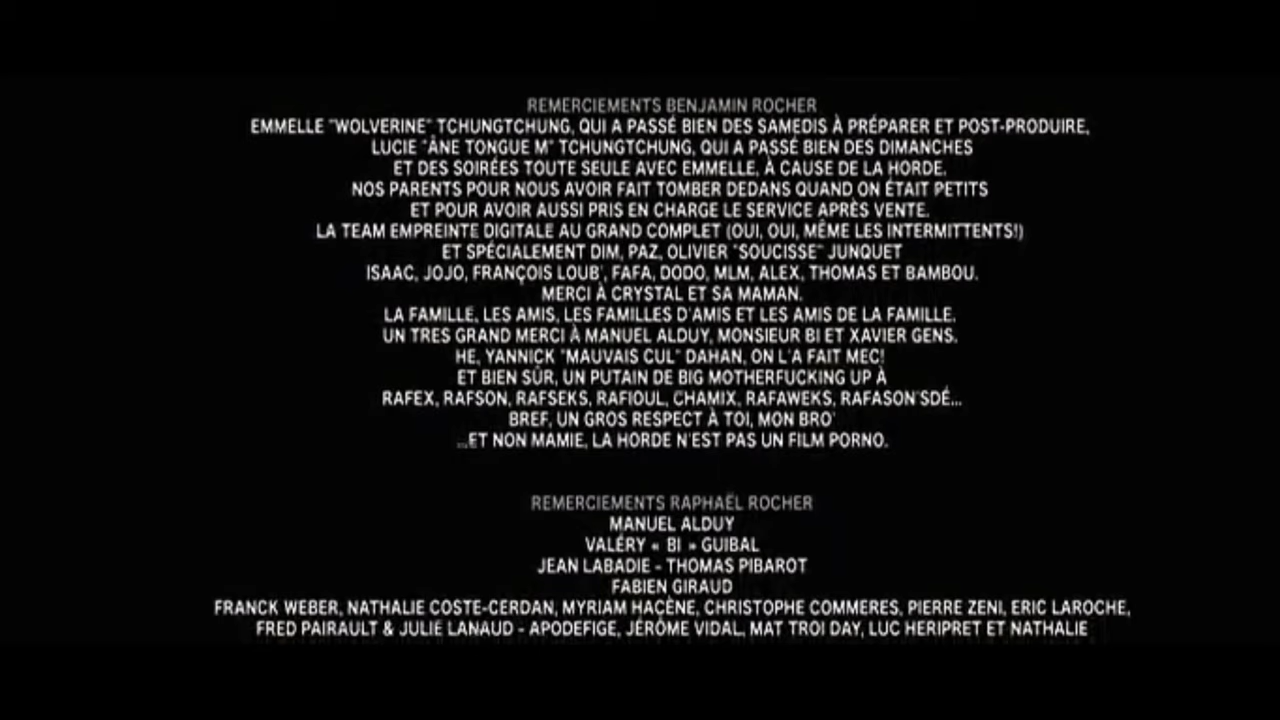 REMERCIEMENTS BENJAMIN ROCHER
EMMELLE "WOLVERINE" TCHUNGTCHUNG, QUI A PASSÉ BIEN DES SAMEDIS À PRÉPARER ET POST-PRODUIRE,
LUCIE "ÂNE TONGUE M" TCHUNGTCHUNG, QUI A PASSÉ BIEN DES DIMANCHES
ET DES SOIRÉES TOUTE SEULE AVEC EMMELLE, À CAUSE DE LA HORDE.
NOS PARENTS POUR NOUS AVOIR FAIT TOMBER DEDANS QUAND ON ÉTAIT PETITS
ET POUR AVOIR AUSSI PRIS EN CHARGE LE SERVICE APRÈS VENTE.
LA TEAM EMPREINTE DIGITALE AU GRAND COMPLET (OUI, OUI, MÊME LES INTERMITTENTS!)
ET SPÉCIALEMENT DIM, PAZ, OLIVIER "SOUCISSE" JUNQUET
ISAAC, JOJO, FRANÇOIS LOUB', FAFA, DODO, MLM, ALEX, THOMAS ET BAMBOU.
MERCI À CRYSTAL ET SA MAMAN.
LA FAMILLE, LES AMIS, LES FAMILLES D'AMIS ET LES AMIS DE LA FAMILLE.
UN TRES GRAND MERCI À MANUEL ALDUY, MONSIEUR BI ET XAVIER GENS.
HE, YANNICK "MAUVAIS CUL" DAHAN, ON L'A FAIT MEC!
ET BIEN SÛR, UN PUTAIN DE BIG MOTHERFUCKING UP À
RAFEX, RAFSON, RAFSEKS, RAFIOUL, CHAMIX, RAFAWEKS, RAFASON'SDÉ...
BREF, UN GROS RESPECT À TOI, MON BRO'
...ET NON MAMIE, LA HORDE N'EST PAS UN FILM PORNO.
REMERCIEMENTS RAPHAËL ROCHER
MANUEL ALDUY
VALÉRY « BI » GUIBAL
JEAN LABADIE - THOMAS PIBAROT
FABIEN GIRAUD
FRANCK WEBER, NATHALIE COSTE-CERDAN, MYRIAM HACÈNE, CHRISTOPHE COMMERES, PIERRE ZENI, ERIC LAROCHE,
FRED PAIRAULT & JULIE LANAUD - APODEFIGE, JÉRÔME VIDAL, MAT TROI DAY, LUC HERIPRET ET NATHALIE